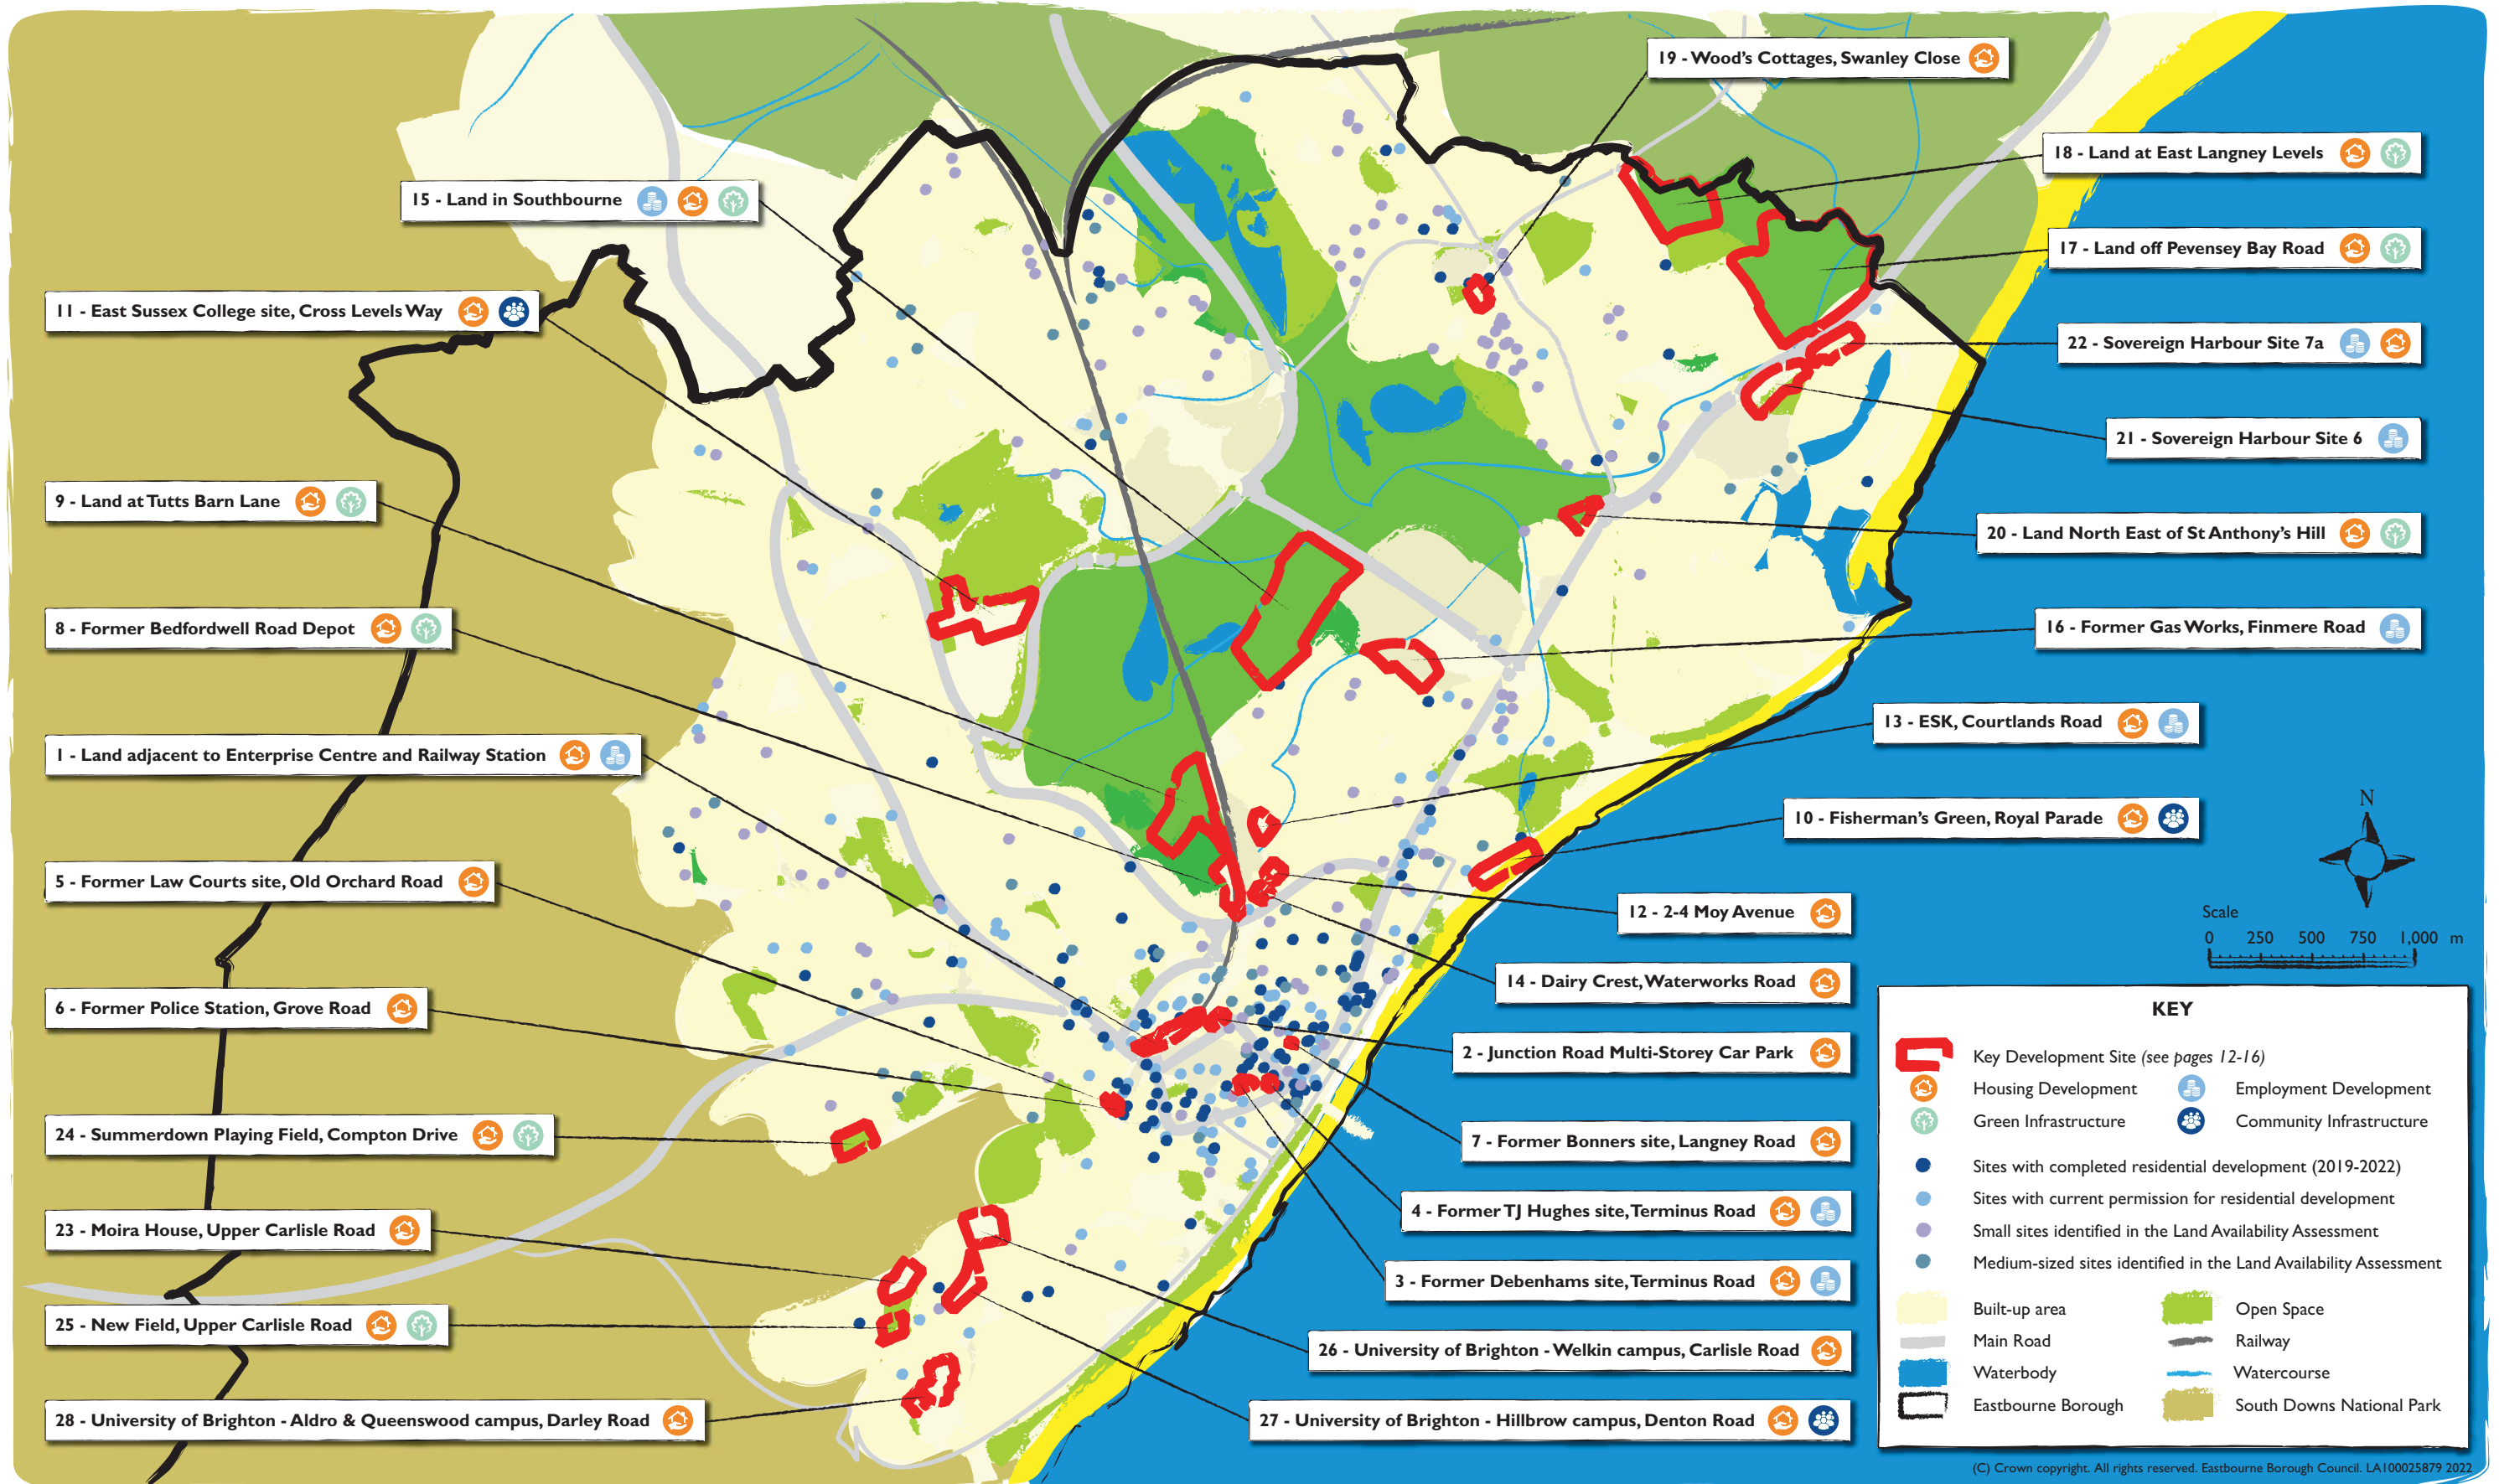 19 - Wood's Cottages, Swanley Close
18 - Land at East Langney Levels
15 - Land in Southbourne
17 - Land off Pevensey Bay Road
11 - East Sussex College site, Cross Levels Way
22 - Sovereign Harbour Site 7a
21 - Sovereign Harbour Site 6
9 - Land at Tutts Barn Lane
20 - Land North East of St Anthony's Hill
8 - Former Bedfordwell Road Depot
16 - Former Gas Works, Finmere Road
13 - ESK, Courtlands Road
1 - Land adjacent to Enterprise Centre and Railway Station
10 - Fisherman's Green, Royal Parade
5 - Former Law Courts site, Old Orchard Road
12 - 2-4 Moy Avenue
14 - Dairy Crest, Waterworks Road
6 - Former Police Station, Grove Road
2 - Junction Road Multi-Storey Car Park
24 - Summerdown Playing Field, Compton Drive
7 - Former Bonners site, Langney Road
4 - Former TJ Hughes site, Terminus Road
23 - Moira House, Upper Carlisle Road
3 - Former Debenhams site, Terminus Road
25 - New Field, Upper Carlisle Road
26 - University of Brighton - Welkin campus, Carlisle Road
28 - University of Brighton - Aldro & Queenswood campus, Darley Road
27 - University of Brighton - Hillbrow campus, Denton Road
N
Scale
0 250 500 750 1,000 m
KEY
Key Development Site (see pages 12-16)
Housing Development
Employment Development
Green Infrastructure
Community Infrastructure
Sites with completed residential development (2019-2022)
Sites with current permission for residential development
Small sites identified in the Land Availability Assessment
Medium-sized sites identified in the Land Availability Assessment
Built-up area
Open Space
Main Road
Railway
Waterbody
Watercourse
Eastbourne Borough
South Downs National Park
(C) Crown copyright. All rights reserved. Eastbourne Borough Council. LA100025879 2022